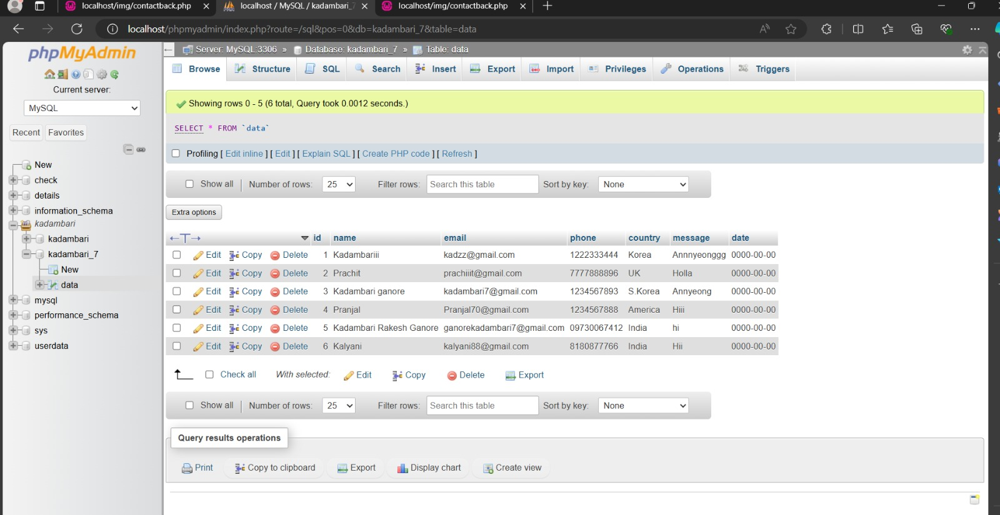 localhost/img/contactback.php
localhost / MySQL / kadambari_7
localhost/img/contactback.php
localhost/phpmyadmin/index.php?route=/sql&pos=0&db=kadambari_7&table=data
phpMyAdmin
Current server:
MySQL
Recent Favorites
New
check
details
information_schema
kadambari
kadambari
kadambari_7
New
data
mysql
performance_schema
sys
userdata
Server: MySQL:3306 » Database: kadambari_7 » Table: data
Browse Structure SQL Search Insert Export Import Privileges Operations Triggers
Showing rows 0 - 5 (6 total, Query took 0.0012 seconds.)
SELECT * FROM `data`
Profiling [ Edit inline ] [ Edit ] [ Explain SQL ] [ Create PHP code ] [ Refresh ]
Show all Number of rows: 25 Filter rows: Search this table Sort by key: None
Extra options
id name email phone country message date
Edit Copy Delete 1 Kadambariii kadzz@gmail.com 1222333444 Korea Annnyeonggg 0000-00-00
Edit Copy Delete 2 Prachit prachiiit@gmail.com 7777888896 UK Holla 0000-00-00
Edit Copy Delete 3 Kadambari ganore kadambari7@gmail.com 1234567893 S.Korea Annyeong 0000-00-00
Edit Copy Delete 4 Pranjal Pranjal70@gmail.com 1234567888 America Hiii 0000-00-00
Edit Copy Delete 5 Kadambari Rakesh Ganore ganorekadambari7@gmail.com 09730067412 India hi 0000-00-00
Edit Copy Delete 6 Kalyani kalyani88@gmail.com 8180877766 India Hii 0000-00-00
Check all With selected: Edit Copy Delete Export
Show all Number of rows: 25 Filter rows: Search this table Sort by key: None
Query results operations
Print Copy to clipboard Export Display chart Create view